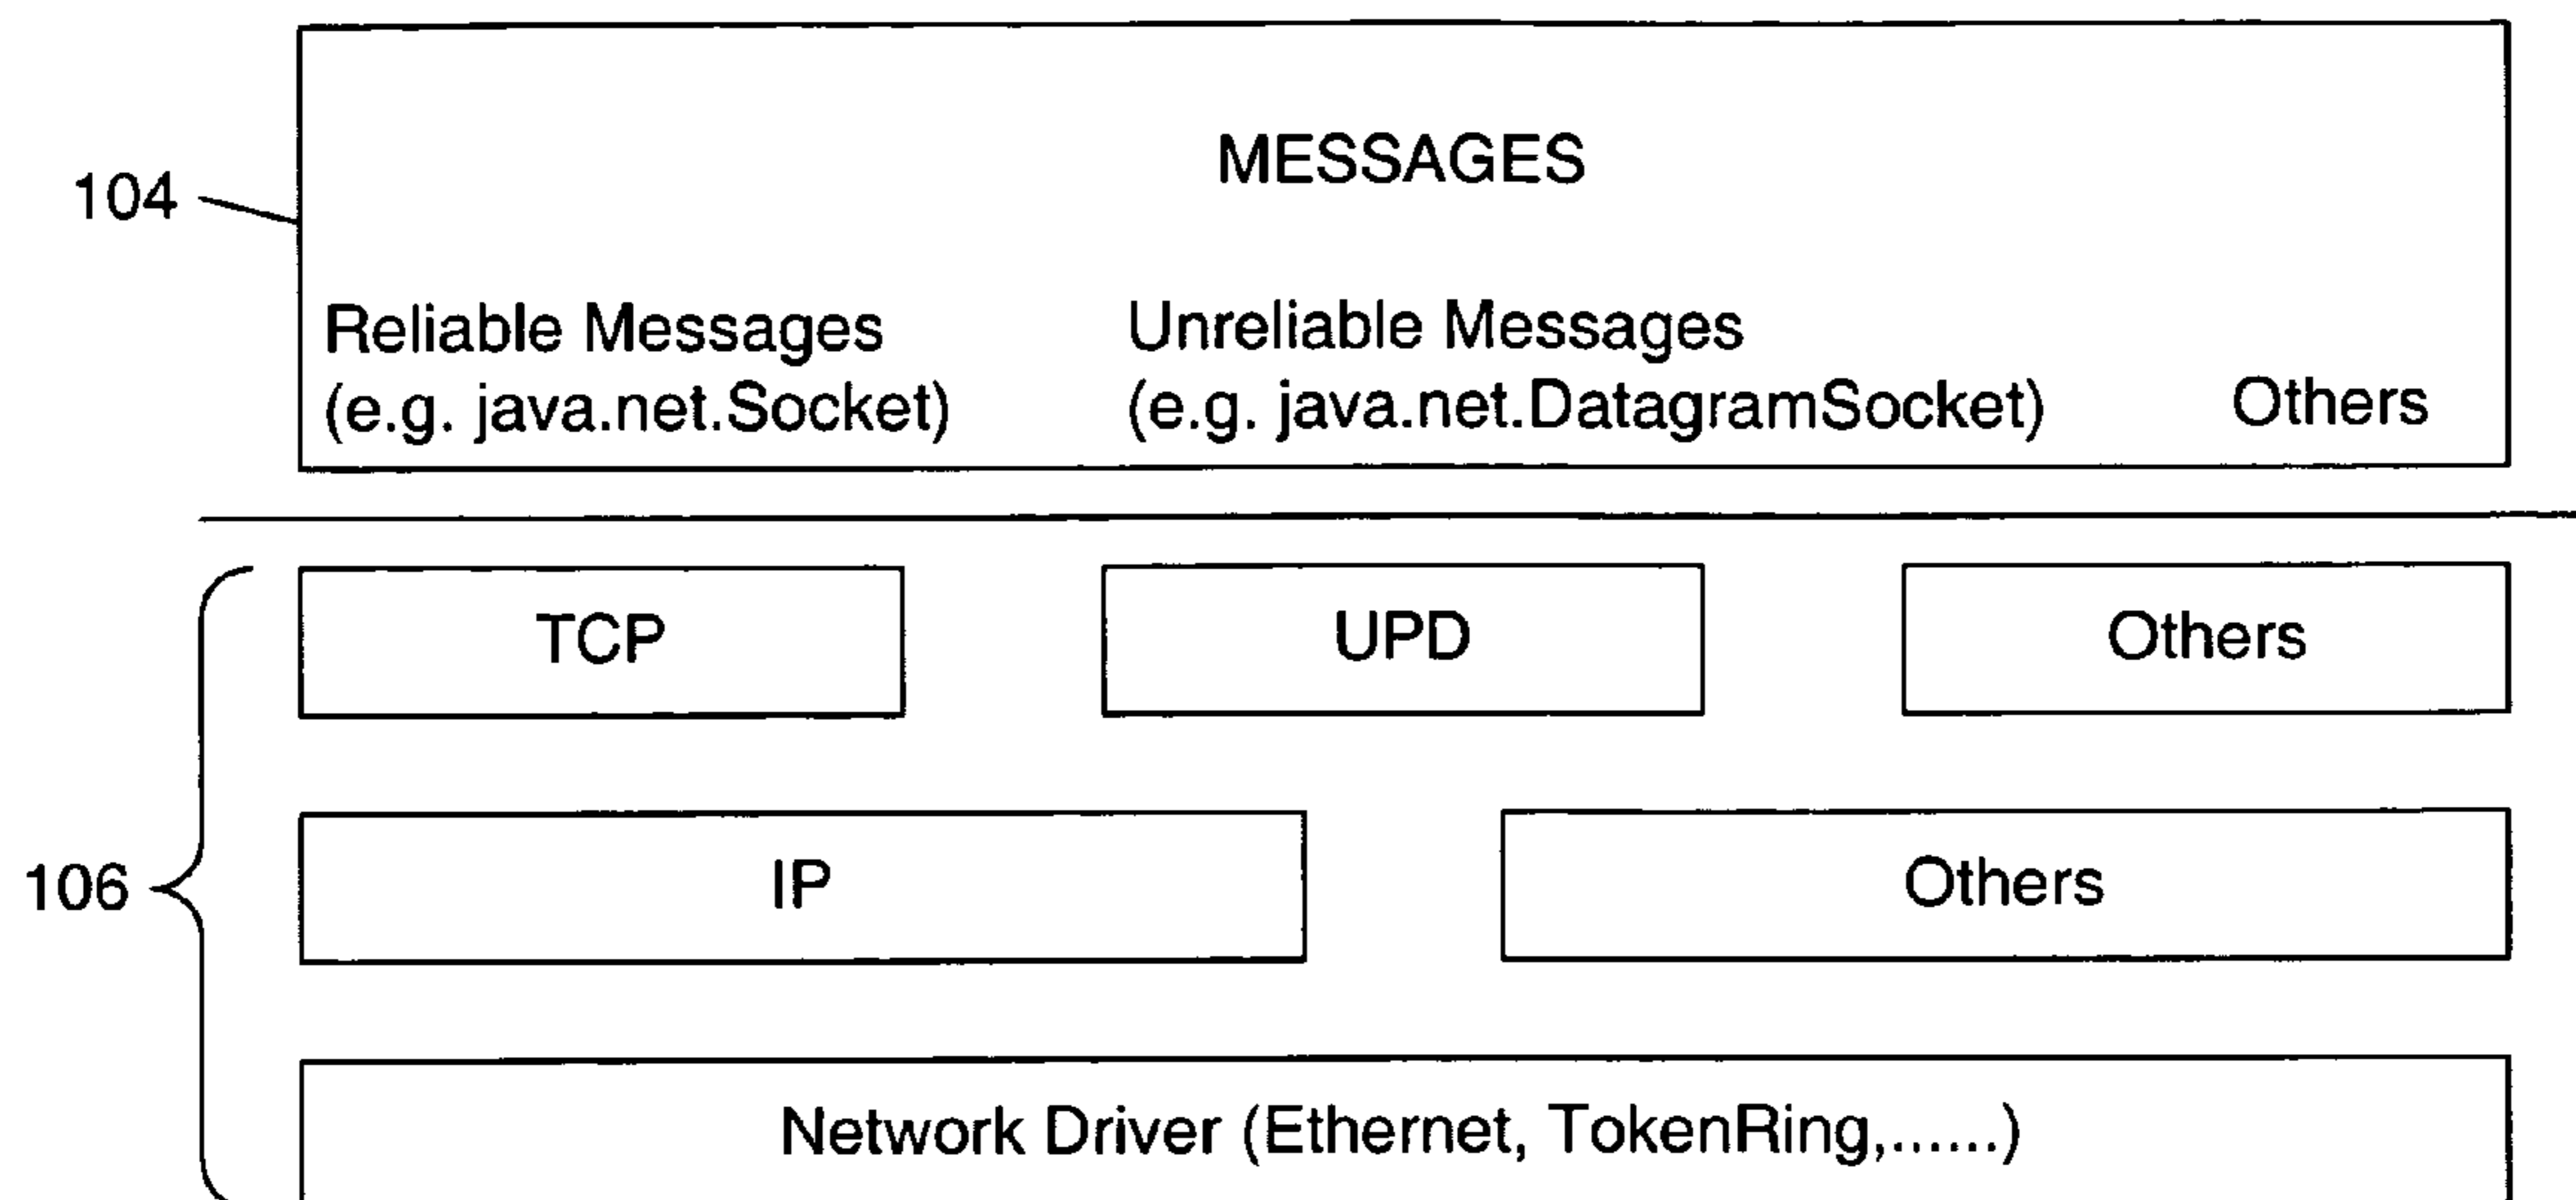 MESSAGES
104
Reliable Messages
(e.g. java.net.Socket)
Unreliable Messages
(e.g. java.net.DatagramSocket)
Others
TCP
UPD
Others
106
IP
Others
Network Driver (Ethernet, TokenRing,......)